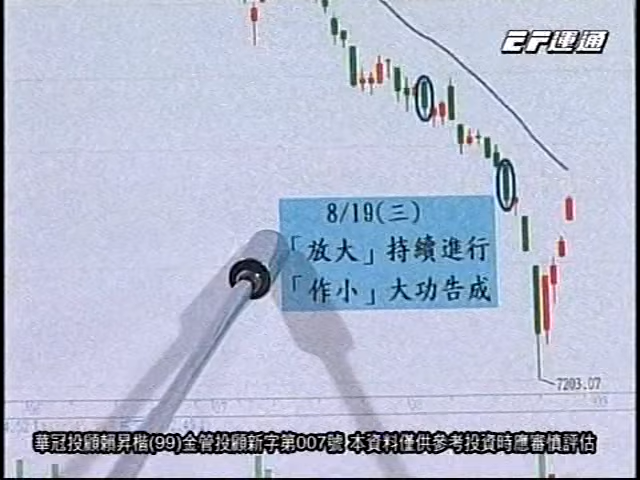 ET運通
8/19(三)
「放大」持續進行
「作小」大功告成
7203.07
華冠投顧賴昇楷(99)金管投顧新字第007號 本資料僅供參考投資時應審慎評估